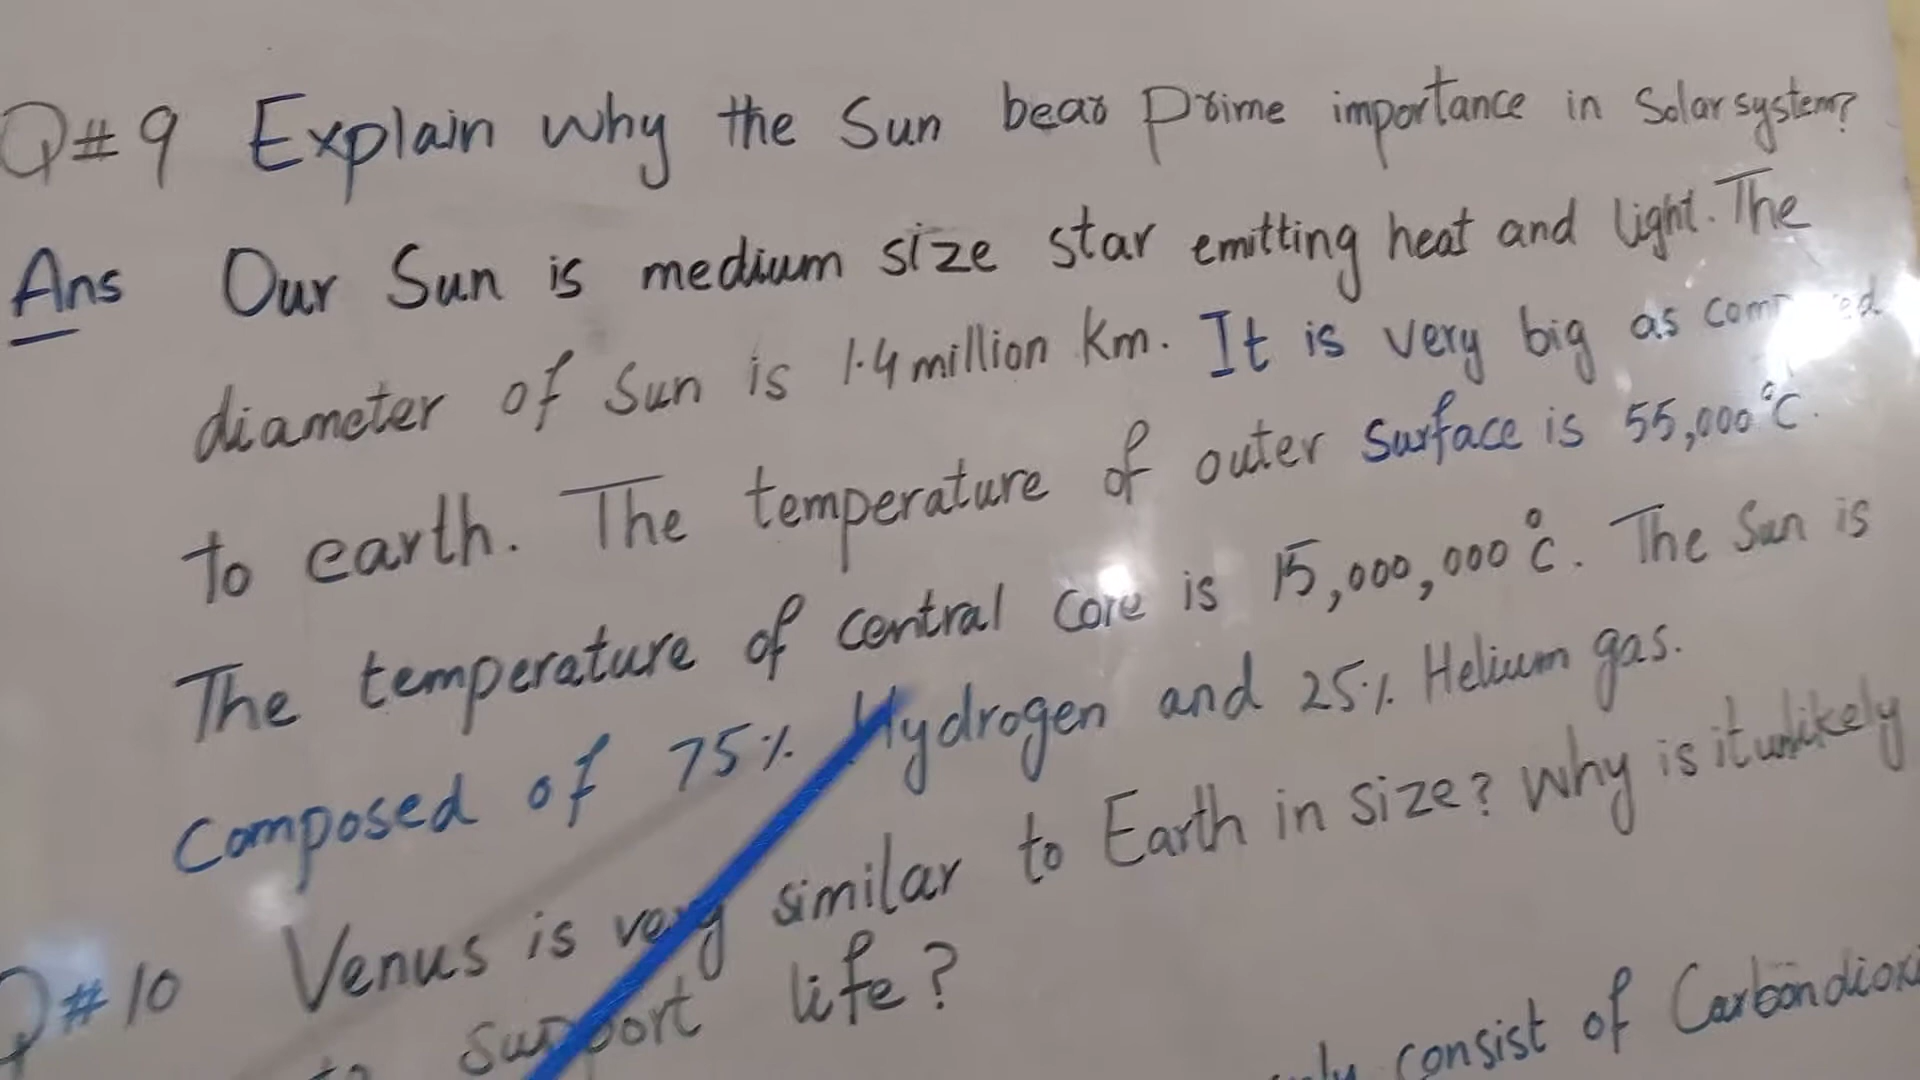 Q#9 Explain why the Sun bear Prime importance in Solar system?
Ans Our Sun is medium size star emitting heat and light. The
diameter of Sun is 1.4 million km. It is very big as compared
to earth. The temperature of outer Surface is 55,000°C.
The temperature of central core is 15,000,000°C. The Sun is
Composed of 75% Hydrogen and 25% Helium gas.
Q#10 Venus is very similar to Earth in size? Why is it unlikely
to support life?
consist of